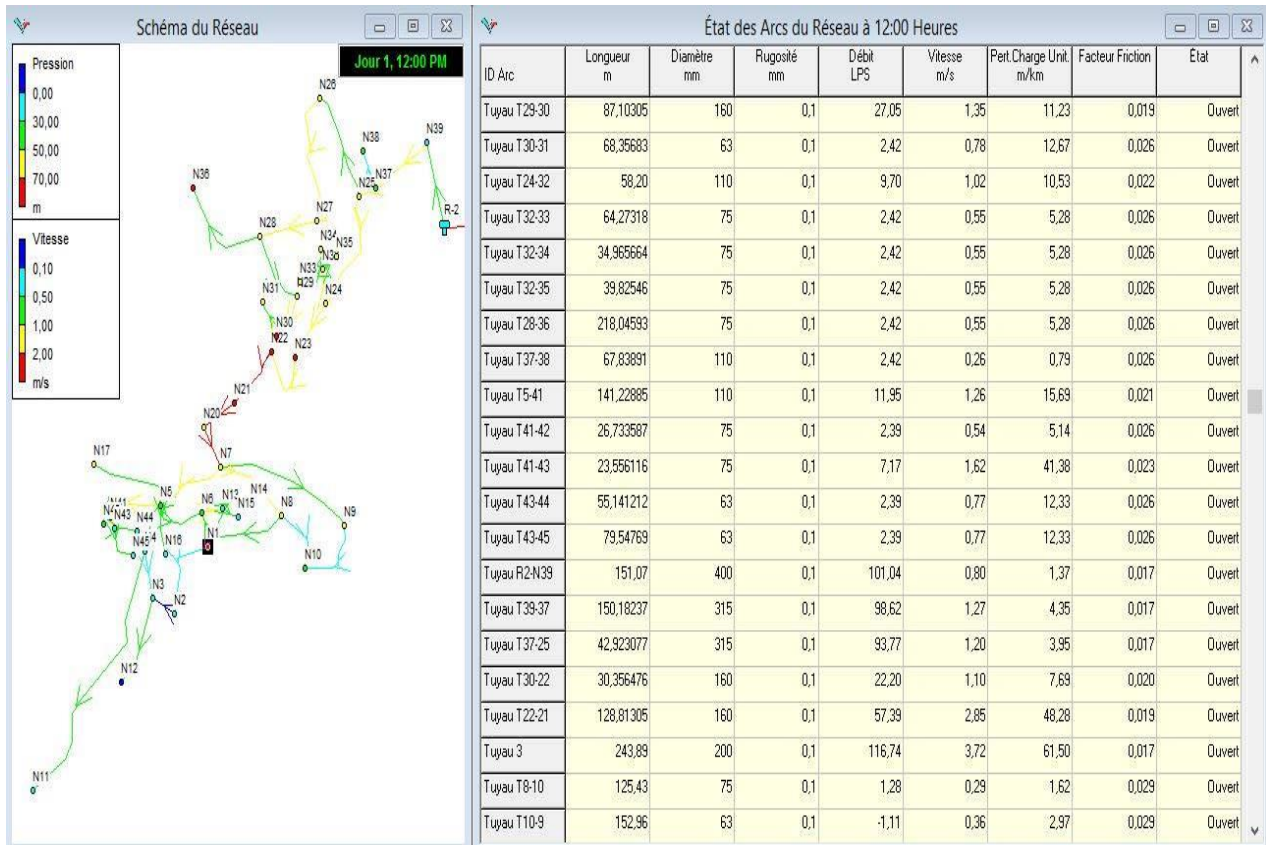 Schéma du Réseau
Jour 1, 12:00 PM
Pression
0,00
30,00
50,00
70,00
m
Vitesse
0,10
0,50
1,00
2,00
m/s
N26
N38
N39
N36
N25
N37
R-2
N27
N28
N34
N35
N33
N31
N29
N24
N30
N22
N23
N21
N20
N17
N7
N5
N6
N13
N14
N15
N8
N9
N43
N44
N45
N16
N1
N10
N3
N2
N12
N11
État des Arcs du Réseau à 12:00 Heures
ID Arc Longueur m Diamètre mm Rugosité mm Débit LPS Vitesse m/s Pert.Charge Unit. m/km Facteur Friction État
Tuyau T29-30 87,10305 160 0,1 27,05 1,35 11,23 0,019 Ouvert
Tuyau T30-31 68,35683 63 0,1 2,42 0,78 12,67 0,026 Ouvert
Tuyau T24-32 58,20 110 0,1 9,70 1,02 10,53 0,022 Ouvert
Tuyau T32-33 64,27318 75 0,1 2,42 0,55 5,28 0,026 Ouvert
Tuyau T32-34 34,965664 75 0,1 2,42 0,55 5,28 0,026 Ouvert
Tuyau T32-35 39,82546 75 0,1 2,42 0,55 5,28 0,026 Ouvert
Tuyau T28-36 218,04593 75 0,1 2,42 0,55 5,28 0,026 Ouvert
Tuyau T37-38 67,83891 110 0,1 2,42 0,26 0,79 0,026 Ouvert
Tuyau T5-41 141,22885 110 0,1 11,95 1,26 15,69 0,021 Ouvert
Tuyau T41-42 26,733587 75 0,1 2,39 0,54 5,14 0,026 Ouvert
Tuyau T41-43 23,556116 75 0,1 7,17 1,62 41,38 0,023 Ouvert
Tuyau T43-44 55,141212 63 0,1 2,39 0,77 12,33 0,026 Ouvert
Tuyau T43-45 79,54769 63 0,1 2,39 0,77 12,33 0,026 Ouvert
Tuyau R2-N39 151,07 400 0,1 101,04 0,80 1,37 0,017 Ouvert
Tuyau T39-37 150,18237 315 0,1 98,62 1,27 4,35 0,017 Ouvert
Tuyau T37-25 42,923077 315 0,1 93,77 1,20 3,95 0,017 Ouvert
Tuyau T30-22 30,356476 160 0,1 22,20 1,10 7,69 0,020 Ouvert
Tuyau T22-21 128,81305 160 0,1 57,39 2,85 48,28 0,019 Ouvert
Tuyau 3 243,89 200 0,1 116,74 3,72 61,50 0,017 Ouvert
Tuyau T8-10 125,43 75 0,1 1,28 0,29 1,62 0,029 Ouvert
Tuyau T10-9 152,96 63 0,1 -1,11 0,36 2,97 0,029 Ouvert